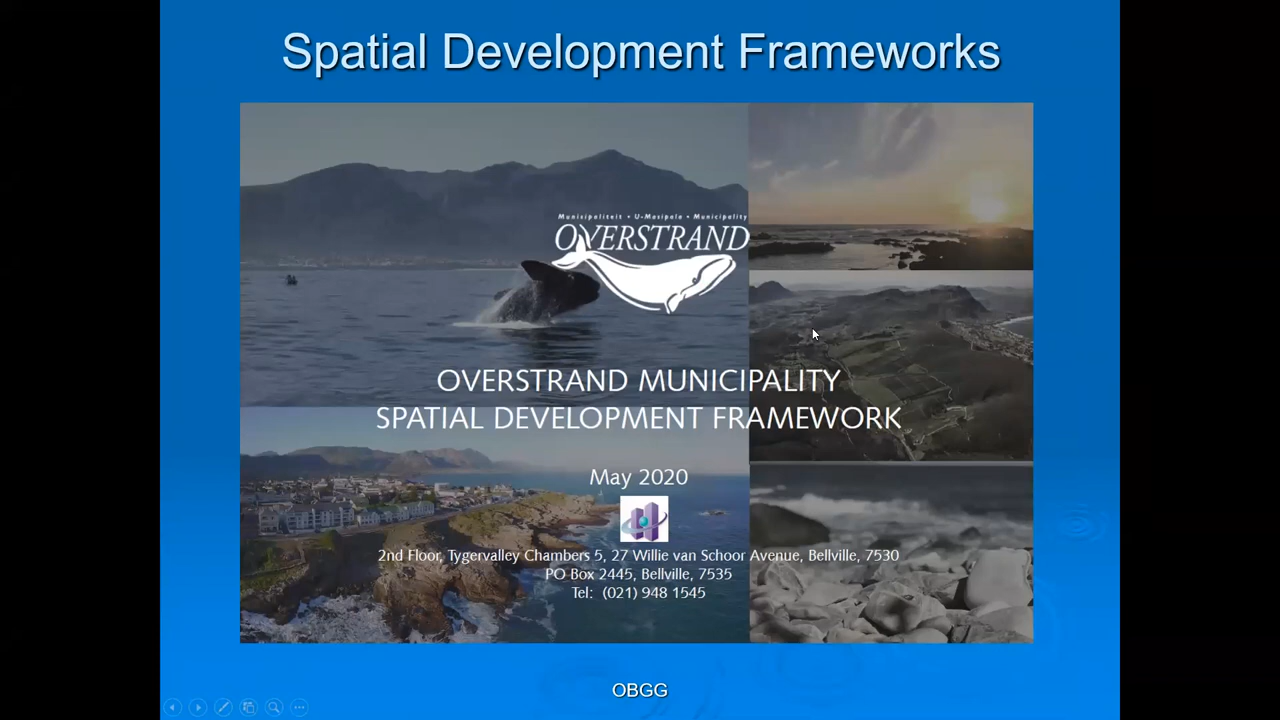 Spatial Development Frameworks
Munisipaliteit • U-Masipala • Municipality
OVERSTRAND
OVERSTRAND MUNICIPALITY
SPATIAL DEVELOPMENT FRAMEWORK
May 2020
2nd Floor, Tygervalley Chambers 5, 27 Willie van Schoor Avenue, Bellville, 7530
PO Box 2445, Bellville, 7535
Tel: (021) 948 1545
OBGG